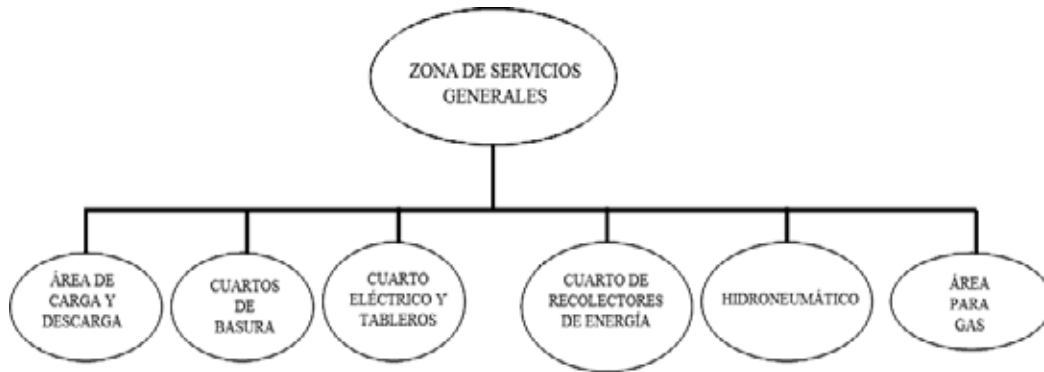 ZONA DE SERVICIOS
GENERALES
ÁREA DE
CARGA Y
DESCARGA
CUARTOS
DE
BASURA
CUARTO
ELÉCTRICO Y
TABLEROS
CUARTO DE
RECOLECTORES
DE ENERGÍA
HIDRONEUMÁTICO
ÁREA
PARA
GAS